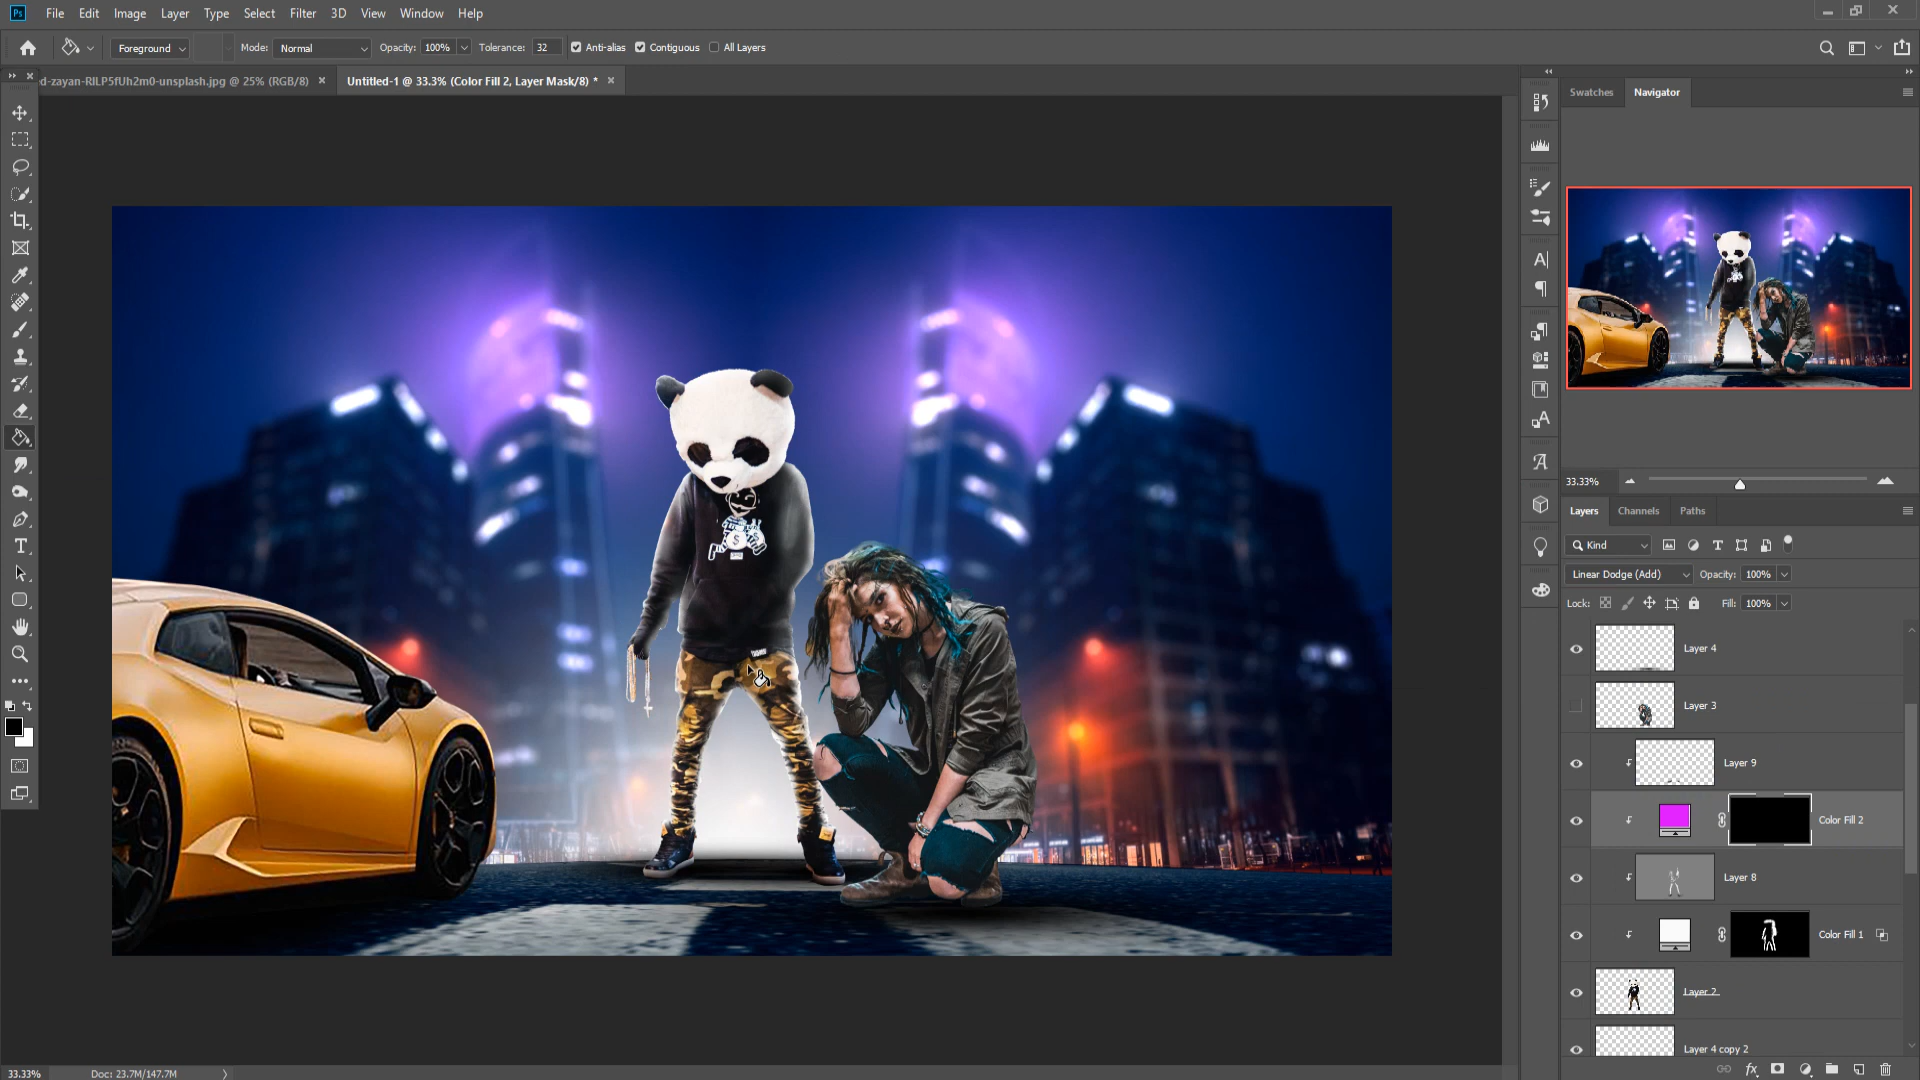 Ps File Edit Image Layer Type Select Filter 3D View Window Help
Foreground Mode: Normal Opacity: 100% Tolerance: 32 Anti-alias Contiguous All Layers
d-zayan-RILP5fUh2m0-unsplash.jpg @ 25% (RGB/8) × Untitled-1 @ 33.3% (Color Fill 2, Layer Mask/8) * ×
Swatches Navigator
33.33%
Layers Channels Paths
Kind
Linear Dodge (Add) Opacity: 100%
Lock: Fill: 100%
Layer 4
Layer 3
Layer 9
Color Fill 2
Layer 8
Color Fill 1
Layer 2
Layer 4 copy 2
33.33% Doc: 23.7M/147.7M